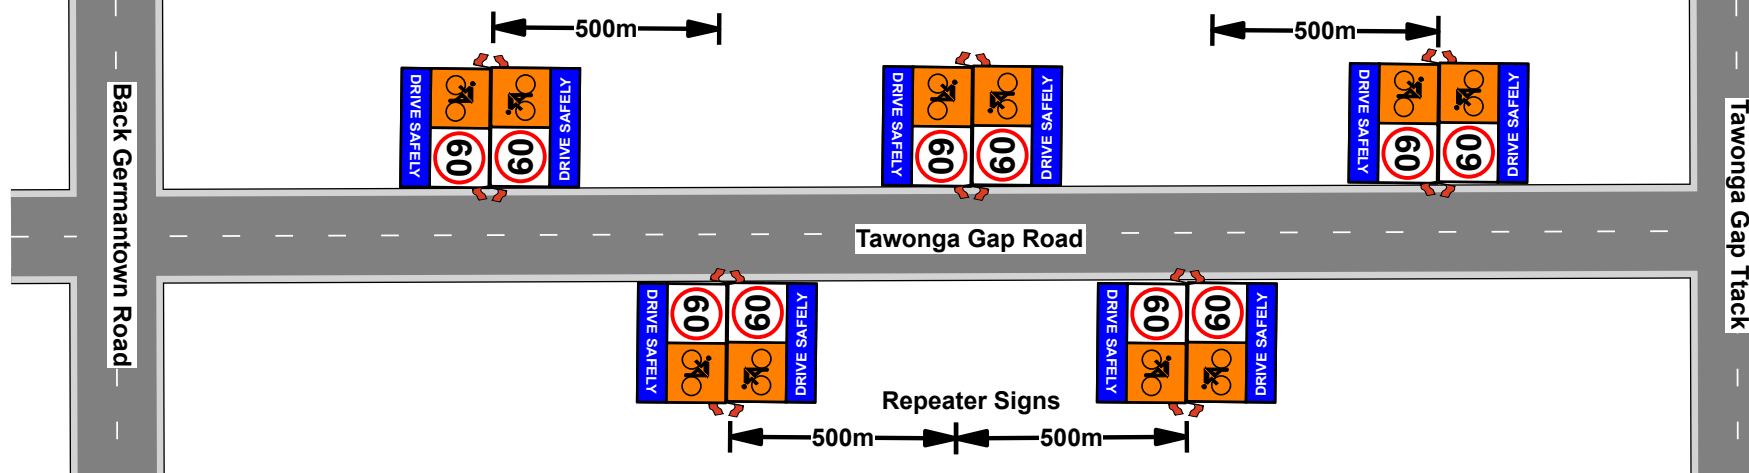 500m
500m
DRIVE SAFELY
60
60
DRIVE SAFELY
DRIVE SAFELY
60
60
DRIVE SAFELY
DRIVE SAFELY
60
60
DRIVE SAFELY
Back Germantown Road
Tawonga Gap Road
Tawonga Gap Ttack
DRIVE SAFELY
60
60
DRIVE SAFELY
DRIVE SAFELY
60
60
DRIVE SAFELY
Repeater Signs
500m
500m